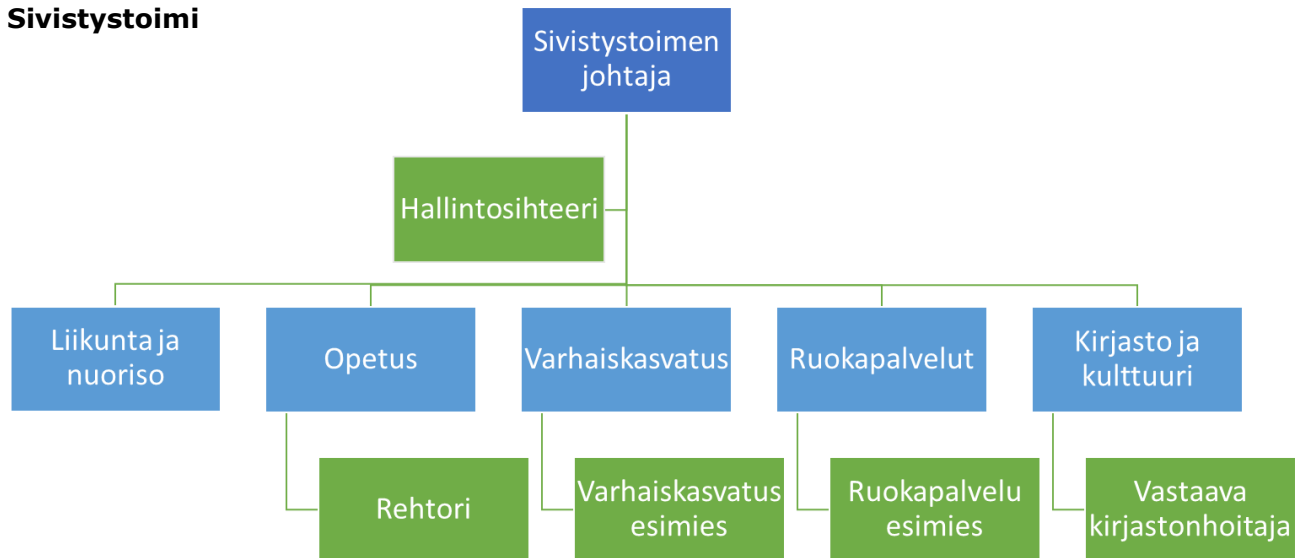 Sivistystoimi
Sivistystoimen
johtaja
Hallintosihteeri
Liikunta ja
nuoriso
Opetus
Varhaiskasvatus
Ruokapalvelut
Kirjasto ja
kulttuuri
Rehtori
Varhaiskasvatus
esimies
Ruokapalvelu
esimies
Vastaava
kirjastonhoitaja